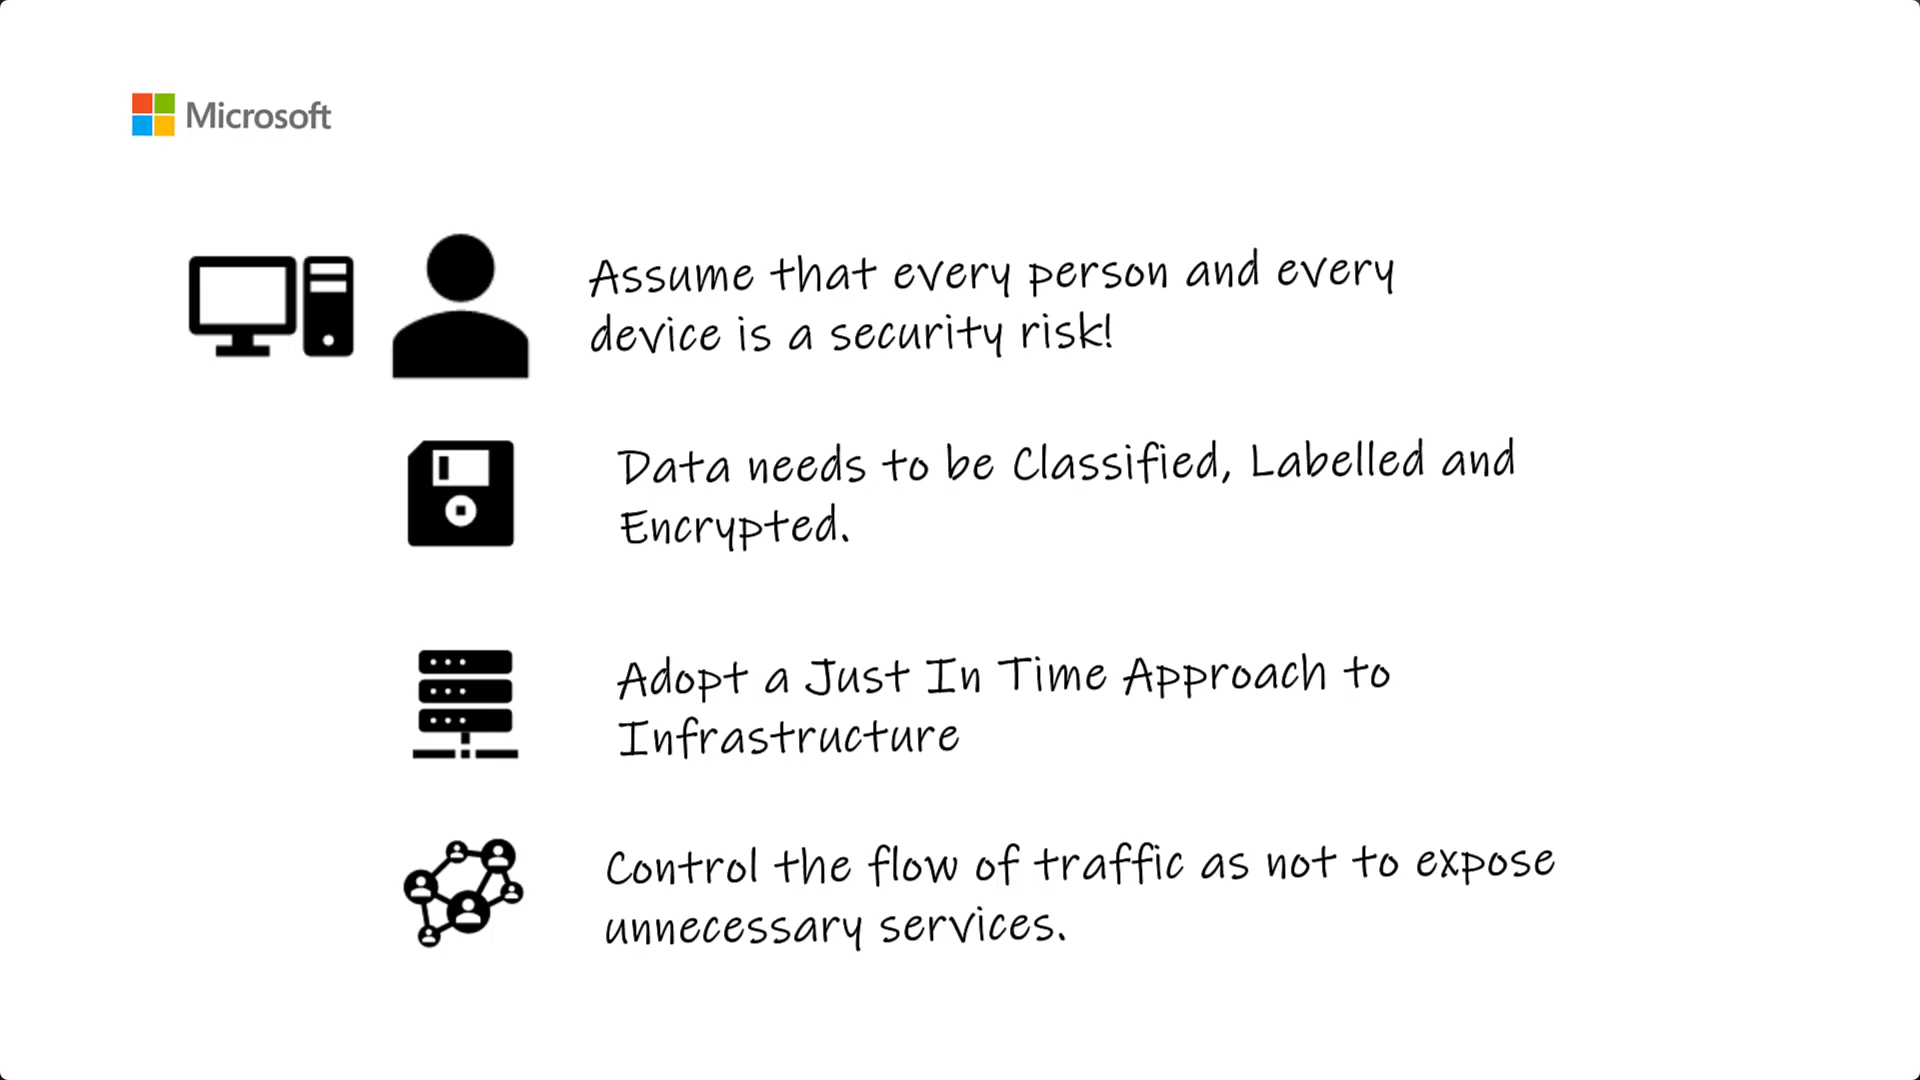 Microsoft
Assume that every person and every
device is a security risk!
Data needs to be Classified, Labelled and
Encrypted.
Adopt a Just In Time Approach to
Infrastructure
Control the flow of traffic as not to expose
unnecessary services.